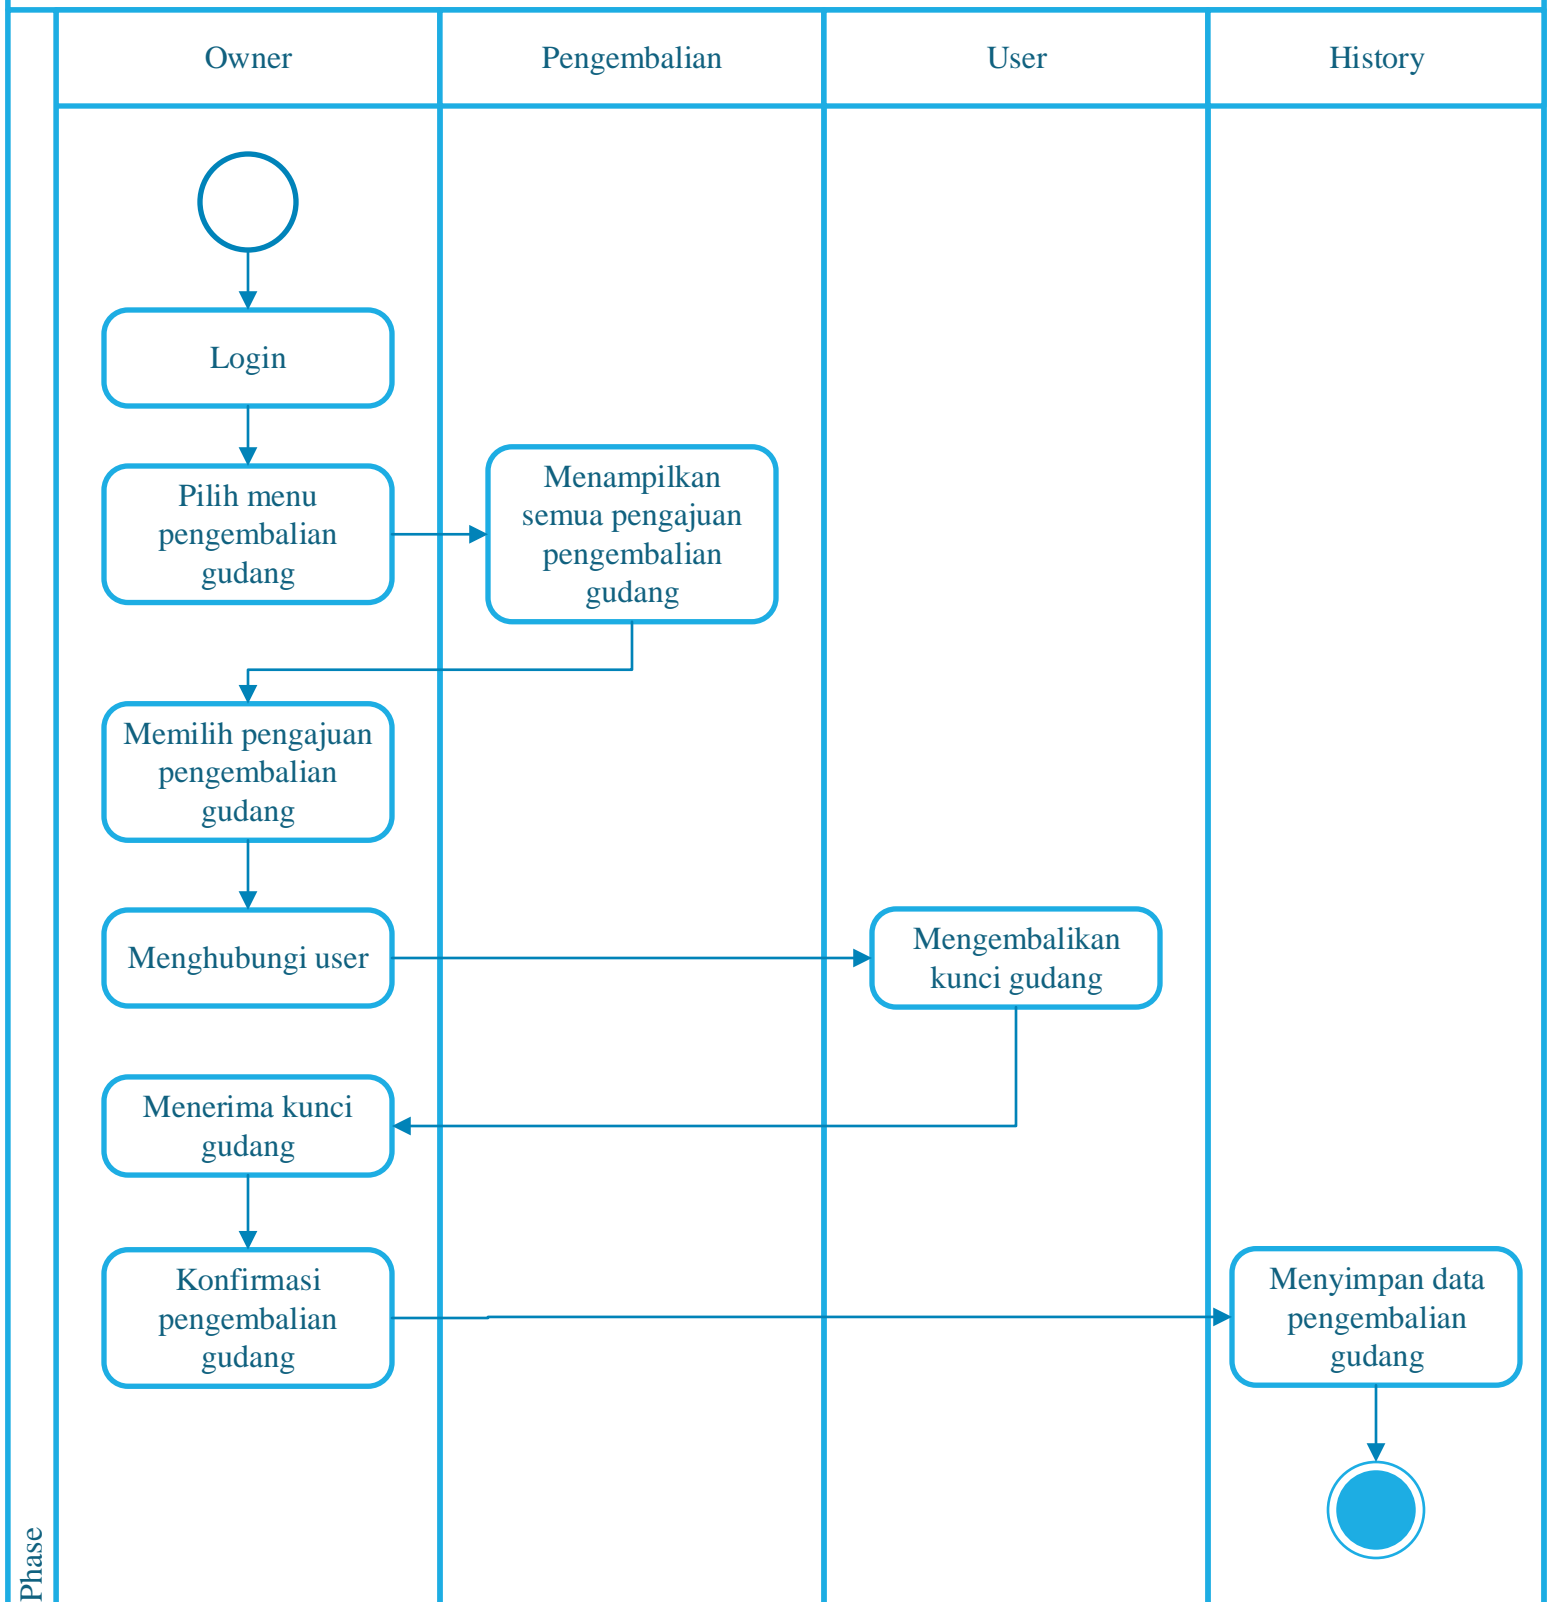 Owner
Pengembalian
User
History
Login
Pilih menu
pengembalian
gudang
Menampilkan
semua pengajuan
pengembalian
gudang
Memilih pengajuan
pengembalian
gudang
Menghubungi user
Mengembalikan
kunci gudang
Menerima kunci
gudang
Konfirmasi
pengembalian
gudang
Menyimpan data
pengembalian
gudang
Phase